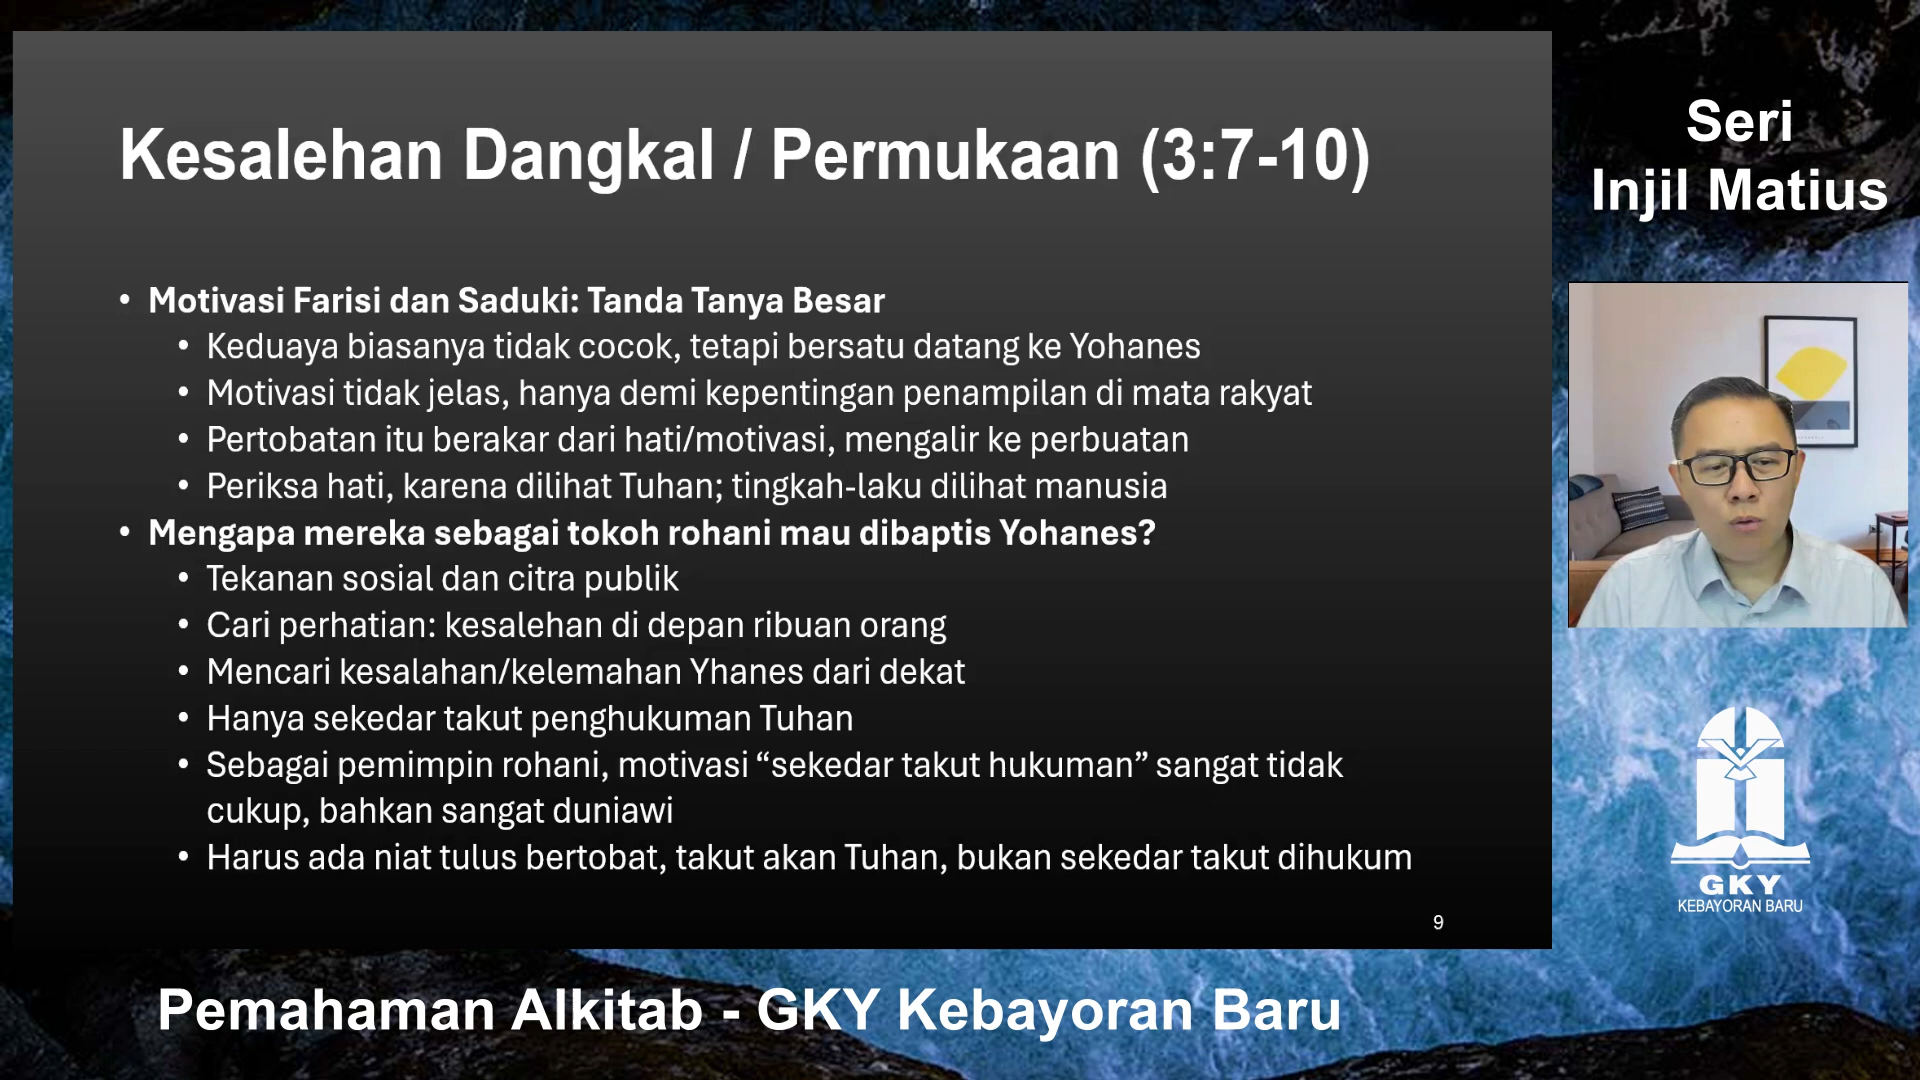 Kesalehan Dangkal / Permukaan (3:7-10)
• Motivasi Farisi dan Saduki: Tanda Tanya Besar
• Keduaya biasanya tidak cocok, tetapi bersatu datang ke Yohanes
• Motivasi tidak jelas, hanya demi kepentingan penampilan di mata rakyat
• Pertobatan itu berakar dari hati/motivasi, mengalir ke perbuatan
• Periksa hati, karena dilihat Tuhan; tingkah-laku dilihat manusia
• Mengapa mereka sebagai tokoh rohani mau dibaptis Yohanes?
• Tekanan sosial dan citra publik
• Cari perhatian: kesalehan di depan ribuan orang
• Mencari kesalahan/kelemahan Yhanes dari dekat
• Hanya sekedar takut penghukuman Tuhan
• Sebagai pemimpin rohani, motivasi “sekedar takut hukuman” sangat tidak
cukup, bahkan sangat duniawi
• Harus ada niat tulus bertobat, takut akan Tuhan, bukan sekedar takut dihukum
9
Seri
Injil Matius
GKY
KEBAYORAN BARU
Pemahaman Alkitab - GKY Kebayoran Baru